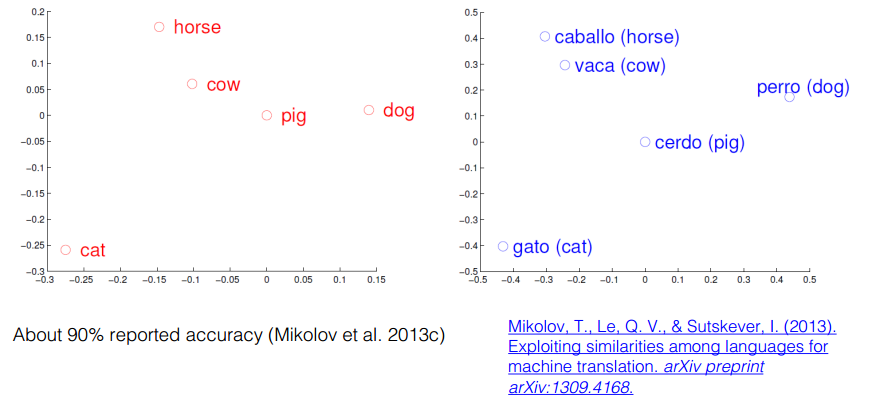 0.2
0.15
0.1
0.05
0
−0.05
−0.1
−0.15
−0.2
−0.25
−0.3
horse
cow
pig
dog
cat
−0.3 −0.25 −0.2 −0.15 −0.1 −0.05 0 0.05 0.1 0.15
0.5
0.4
0.3
0.2
0.1
0
−0.1
−0.2
−0.3
−0.4
−0.5
caballo (horse)
vaca (cow)
perro (dog)
cerdo (pig)
gato (cat)
−0.5 −0.4 −0.3 −0.2 −0.1 0 0.1 0.2 0.3 0.4 0.5
About 90% reported accuracy (Mikolov et al. 2013c)
Mikolov, T., Le, Q. V., & Sutskever, I. (2013).
Exploiting similarities among languages for
machine translation. arXiv preprint
arXiv:1309.4168.